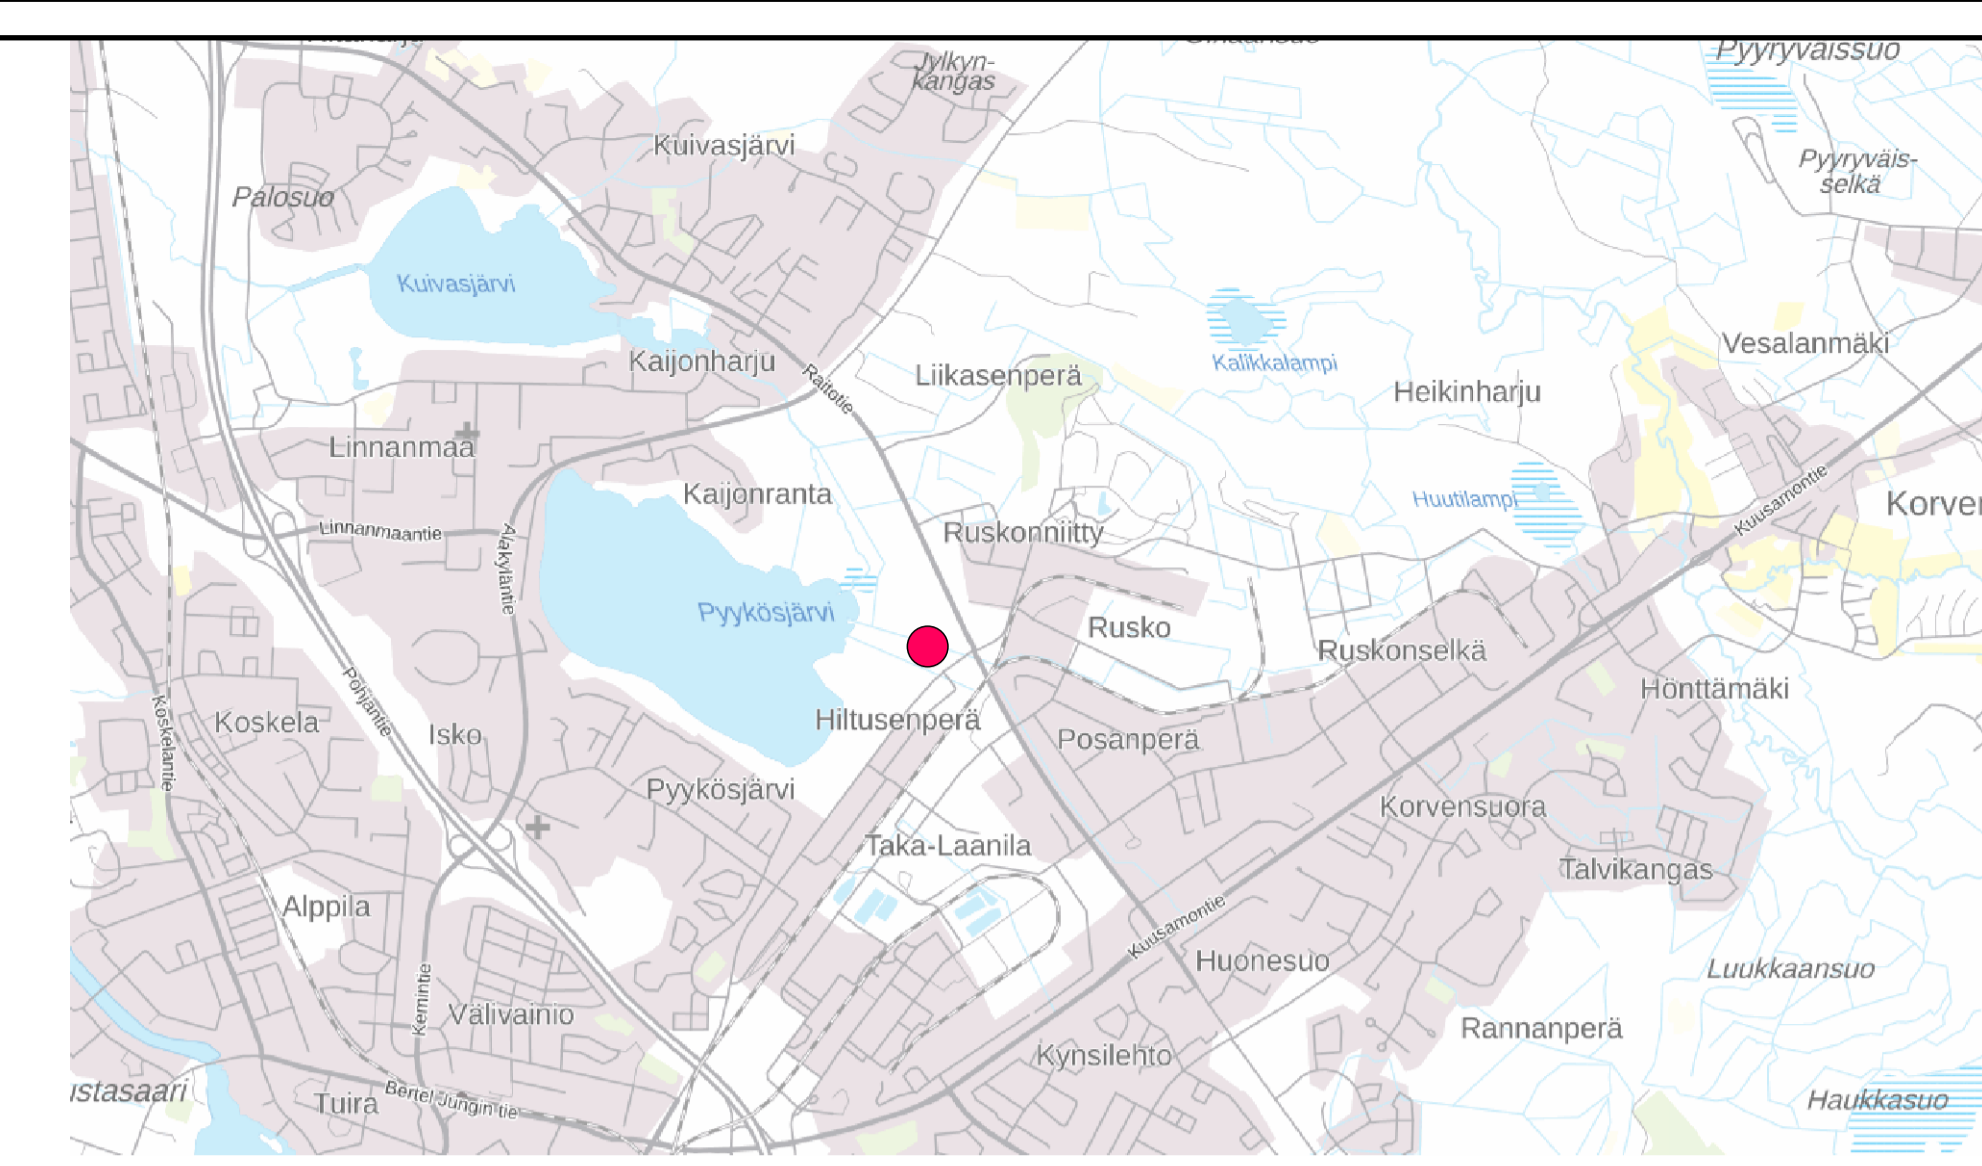 Pyyryväissuo
Jylkyn-
kangas
Kuivasjärvi
Pyyryväis-
selkä
Palosuo
Kuivasjärvi
Vesalanmäki
Kaijonharju
Raitotie
Liikasenperä
Kalikkalampi
Heikinharju
Linnanmaa
Kaijonranta
Huutilampi
Kuusamontie
Linnanmaantie
Alakyläntie
Ruskonniitty
Pyykösjärvi
Rusko
Ruskonselkä
Hönttämäki
Pohjantie
Koskelantie
Koskela
Isko
Hiltusenperä
Posanperä
Pyykösjärvi
Korvensuora
Taka-Laanila
Talvikangas
Alppila
Kuusamontie
Huonesuo
Luukkaansuo
Kemintie
Välivainio
Rannanperä
Kynsilehto
Tuira
Bertel Jungin tie
Haukkasuo